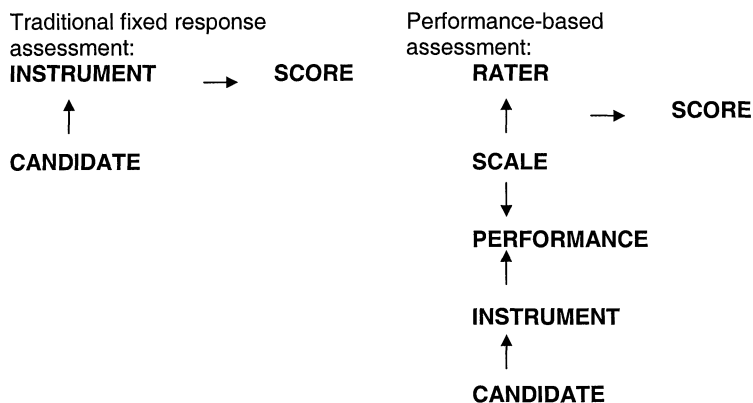 Traditional fixed response
assessment:
INSTRUMENT
SCORE
CANDIDATE
Performance-based
assessment:
RATER
SCORE
SCALE
PERFORMANCE
INSTRUMENT
CANDIDATE